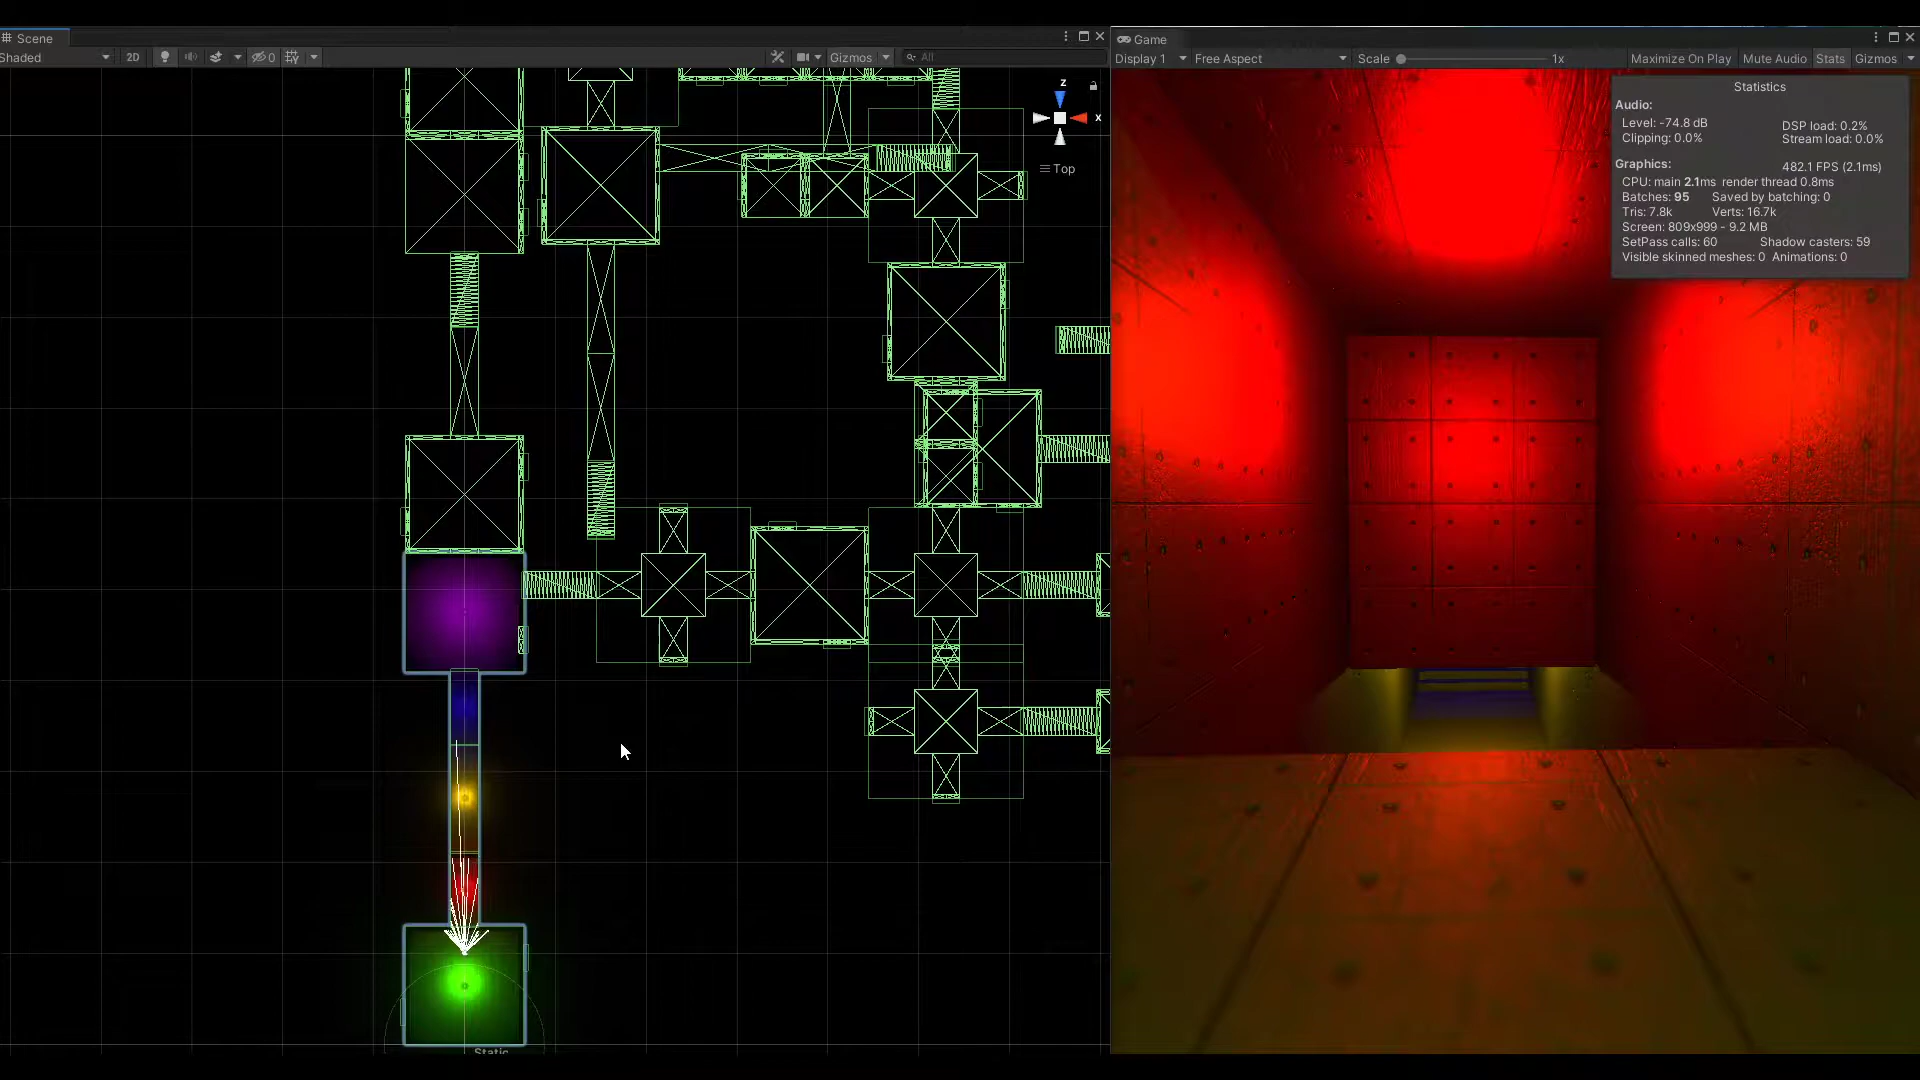 Scene
Shaded
2D
0
Gizmos
All
z
x
Top
Static
Game
Display 1
Free Aspect
Scale
1x
Maximize On Play
Mute Audio
Stats
Gizmos
Statistics
Audio:
Level: -74.8 dB
DSP load: 0.2%
Clipping: 0.0%
Stream load: 0.0%
Graphics:
482.1 FPS (2.1ms)
CPU: main 2.1ms render thread 0.8ms
Batches: 95 Saved by batching: 0
Tris: 7.8k Verts: 16.7k
Screen: 809x999 - 9.2 MB
SetPass calls: 60 Shadow casters: 59
Visible skinned meshes: 0 Animations: 0